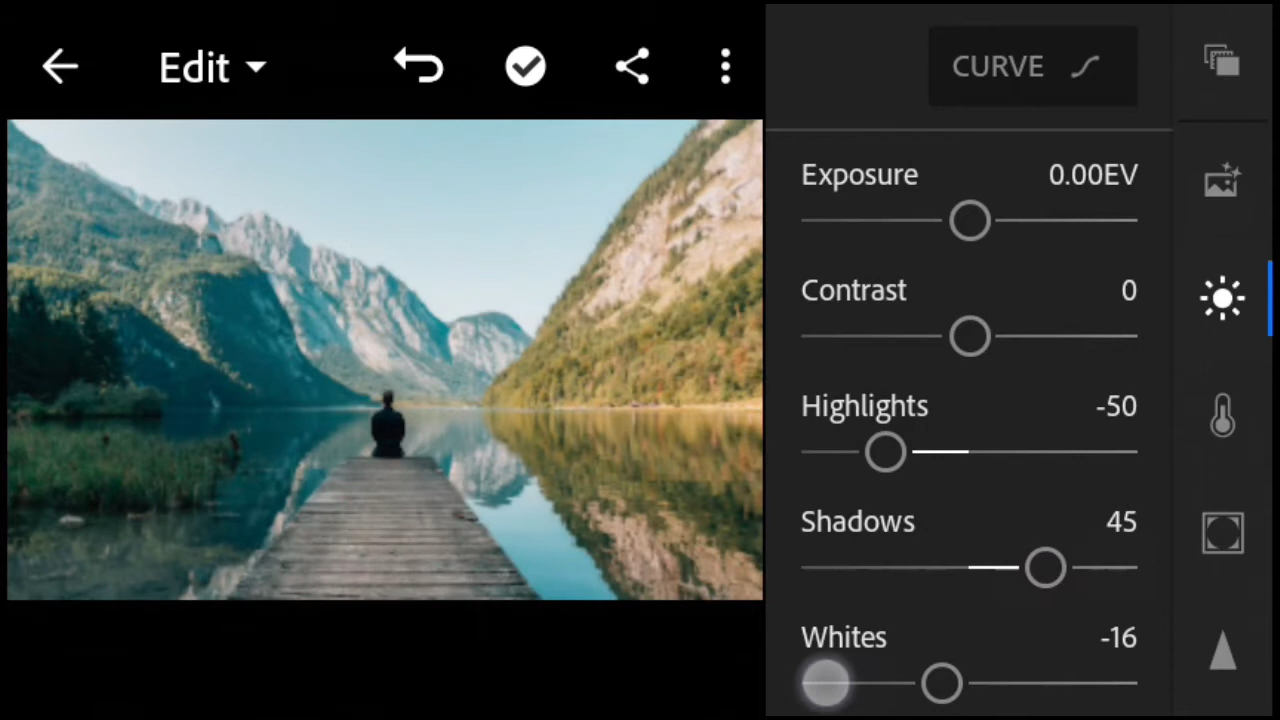 Edit
CURVE
Exposure 0.00EV
Contrast 0
Highlights -50
Shadows 45
Whites -16